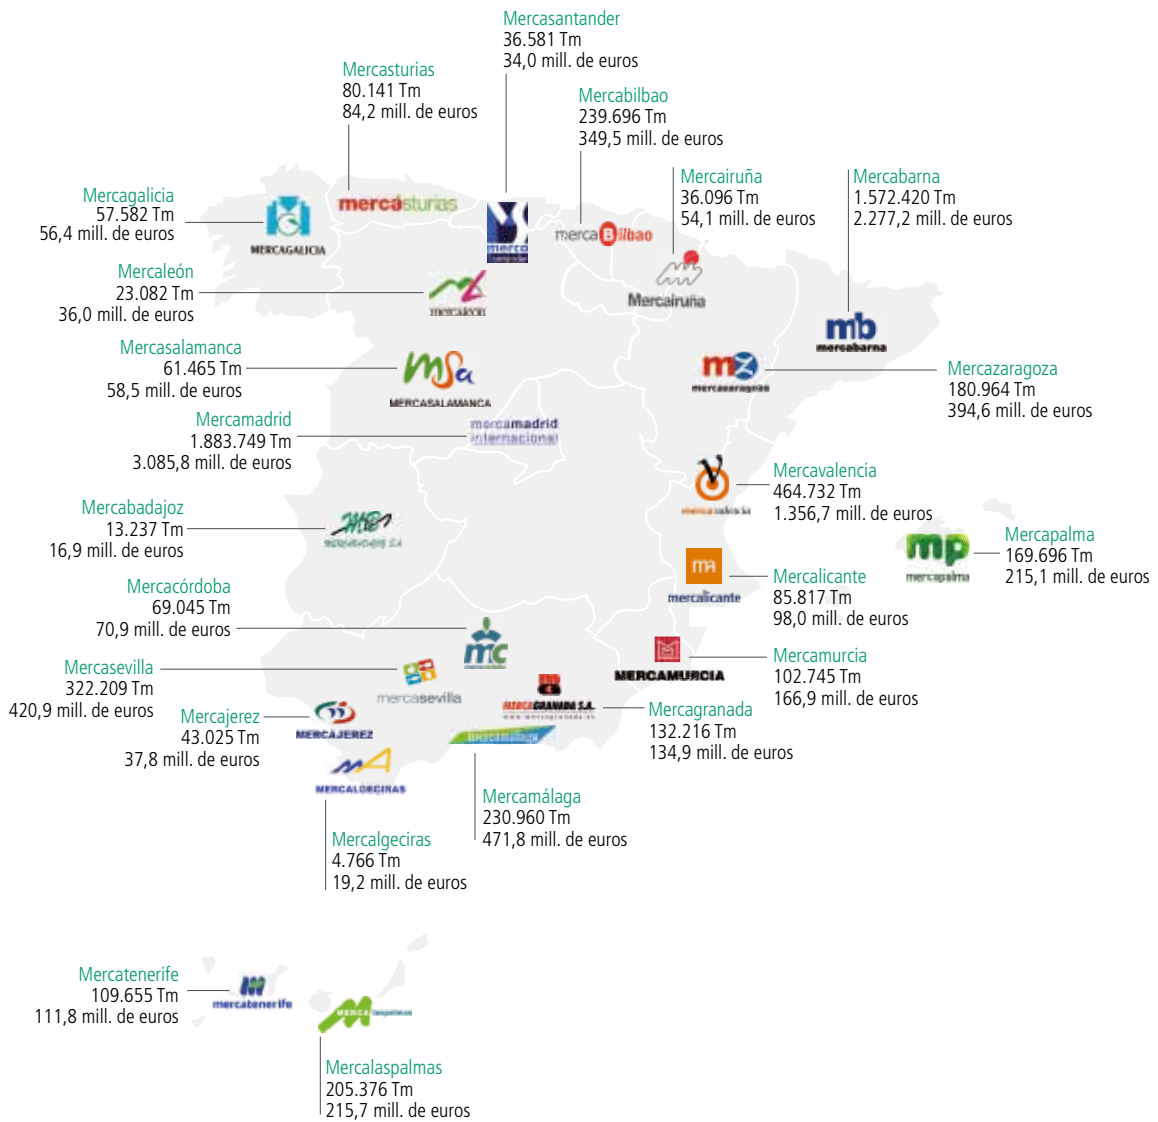 Mercasantander
36.581 Tm
34,0 mill. de euros
Mercasturias
80.141 Tm
84,2 mill. de euros
Mercabilbao
239.696 Tm
349,5 mill. de euros
Mercairuña
36.096 Tm
54,1 mill. de euros
Mercabarna
1.572.420 Tm
2.277,2 mill. de euros
Mercagalicia
57.582 Tm
56,4 mill. de euros
MERCAGALICIA
mercasturias
merca Bilbao
Mercairuña
Mercaleón
23.082 Tm
36,0 mill. de euros
mercaleón
mb
mercabarna
Mercasalamanca
61.465 Tm
58,5 mill. de euros
mSa
MERCASALAMANCA
mz
mercazaragoza
Mercazaragoza
180.964 Tm
394,6 mill. de euros
Mercamadrid
1.883.749 Tm
3.085,8 mill. de euros
mercamadrid
internacional
Mercavalencia
464.732 Tm
1.356,7 mill. de euros
mercavalencia
Mercabadajoz
13.237 Tm
16,9 mill. de euros
mp
mercapalma
Mercapalma
169.696 Tm
215,1 mill. de euros
ma
mercalicante
Mercalicante
85.817 Tm
98,0 mill. de euros
Mercacórdoba
69.045 Tm
70,9 mill. de euros
mc
MERCAMURCIA
Mercamurcia
102.745 Tm
166,9 mill. de euros
Mercasevilla
322.209 Tm
420,9 mill. de euros
mercasevilla
MERCAGRANADA S.A.
www.mercagranada.es
Mercagranada
132.216 Tm
134,9 mill. de euros
Mercajerez
43.025 Tm
37,8 mill. de euros
MERCAJEREZ
MERCALGECIRAS
Mercamálaga
230.960 Tm
471,8 mill. de euros
Mercalgeciras
4.766 Tm
19,2 mill. de euros
Mercatenerife
109.655 Tm
111,8 mill. de euros
mercatenerife
MERCA laspalmas
Mercalaspalmas
205.376 Tm
215,7 mill. de euros